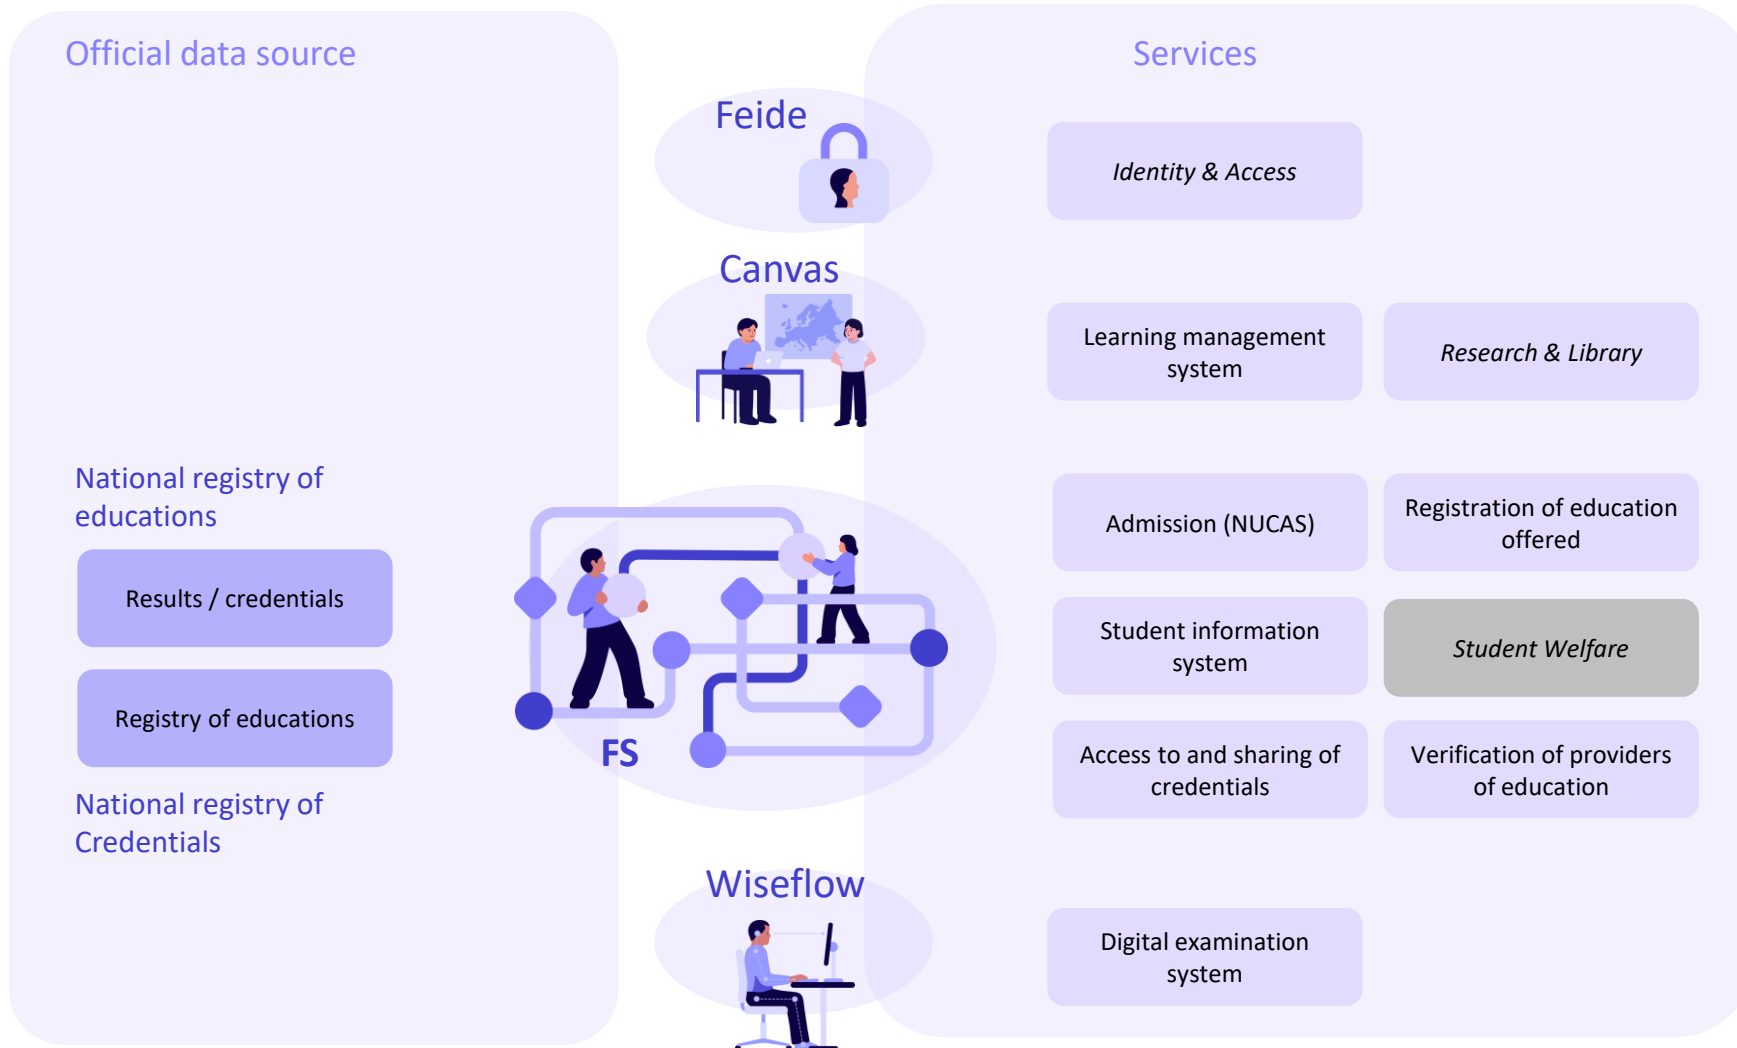 Official data source
Services
Feide
Identity & Access
Canvas
Learning management
system
Research & Library
National registry of
educations
Results / credentials
Registry of educations
National registry of
Credentials
FS
Admission (NUCAS)
Registration of education
offered
Student information
system
Student Welfare
Access to and sharing of
credentials
Verification of providers
of education
Wiseflow
Digital examination
system